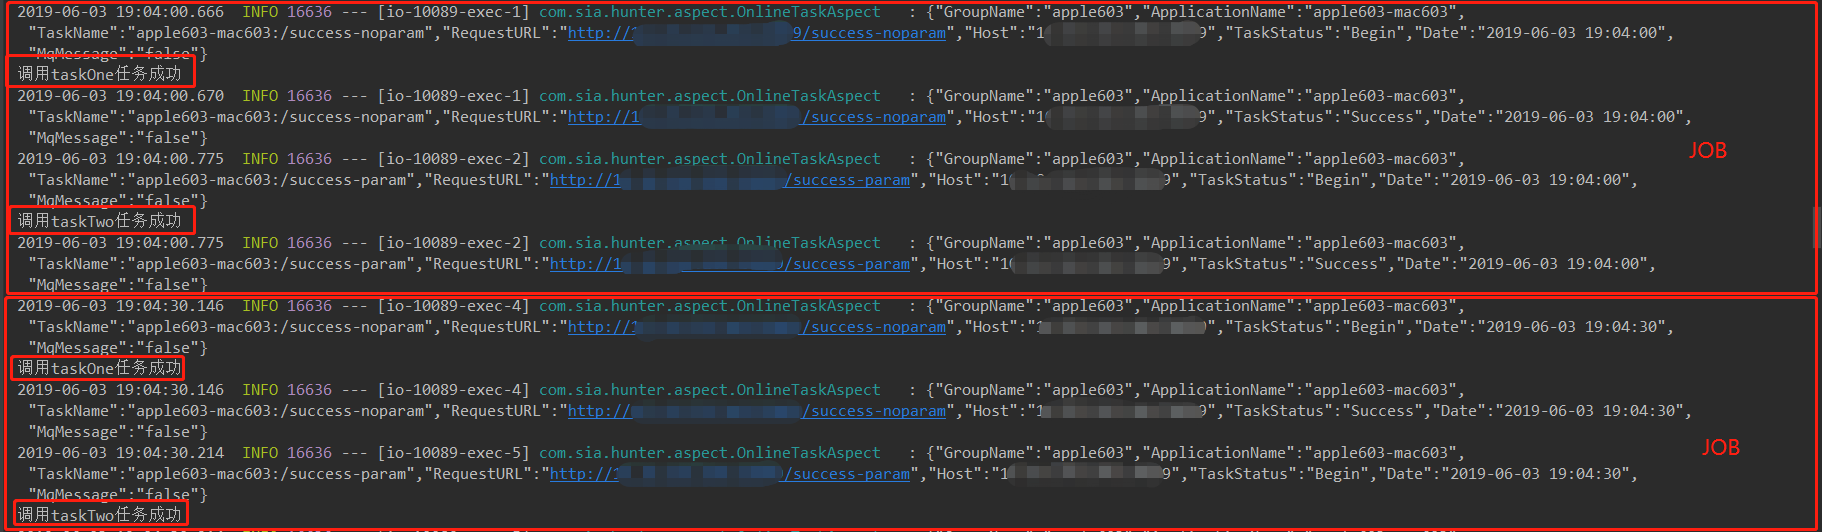 2019-06-03 19:04:00.666 INFO 16636 --- [io-10089-exec-1] com.sia.hunter.aspect.OnlineTaskAspect : {"GroupName":"apple603","ApplicationName":"apple603-mac603",
"TaskName":"apple603-mac603:/success-noparam","RequestURL":"http://1 9/success-noparam","Host":"1 9","TaskStatus":"Begin","Date":"2019-06-03 19:04:00",
"MqMessage":"false"}
调用taskOne任务成功
2019-06-03 19:04:00.670 INFO 16636 --- [io-10089-exec-1] com.sia.hunter.aspect.OnlineTaskAspect : {"GroupName":"apple603","ApplicationName":"apple603-mac603",
"TaskName":"apple603-mac603:/success-noparam","RequestURL":"http://1 /success-noparam","Host":"1 9","TaskStatus":"Success","Date":"2019-06-03 19:04:00",
"MqMessage":"false"}
JOB
2019-06-03 19:04:00.775 INFO 16636 --- [io-10089-exec-2] com.sia.hunter.aspect.OnlineTaskAspect : {"GroupName":"apple603","ApplicationName":"apple603-mac603",
"TaskName":"apple603-mac603:/success-param","RequestURL":"http://1 /success-param","Host":"1 9","TaskStatus":"Begin","Date":"2019-06-03 19:04:00",
"MqMessage":"false"}
调用taskTwo任务成功
2019-06-03 19:04:00.775 INFO 16636 --- [io-10089-exec-2] com.sia.hunter.aspect.OnlineTaskAspect : {"GroupName":"apple603","ApplicationName":"apple603-mac603",
"TaskName":"apple603-mac603:/success-param","RequestURL":"http://1 /success-param","Host":"1 9","TaskStatus":"Success","Date":"2019-06-03 19:04:00",
"MqMessage":"false"}
2019-06-03 19:04:30.146 INFO 16636 --- [io-10089-exec-4] com.sia.hunter.aspect.OnlineTaskAspect : {"GroupName":"apple603","ApplicationName":"apple603-mac603",
"TaskName":"apple603-mac603:/success-noparam","RequestURL":"http://1 /success-noparam","Host":"1 ","TaskStatus":"Begin","Date":"2019-06-03 19:04:30",
"MqMessage":"false"}
调用taskOne任务成功
2019-06-03 19:04:30.146 INFO 16636 --- [io-10089-exec-4] com.sia.hunter.aspect.OnlineTaskAspect : {"GroupName":"apple603","ApplicationName":"apple603-mac603",
"TaskName":"apple603-mac603:/success-noparam","RequestURL":"http:// /success-noparam","Host":"1 9","TaskStatus":"Success","Date":"2019-06-03 19:04:30",
"MqMessage":"false"}
JOB
2019-06-03 19:04:30.214 INFO 16636 --- [io-10089-exec-5] com.sia.hunter.aspect.OnlineTaskAspect : {"GroupName":"apple603","ApplicationName":"apple603-mac603",
"TaskName":"apple603-mac603:/success-param","RequestURL":"http://1 /success-param","Host":"1 9","TaskStatus":"Begin","Date":"2019-06-03 19:04:30",
"MqMessage":"false"}
调用taskTwo任务成功